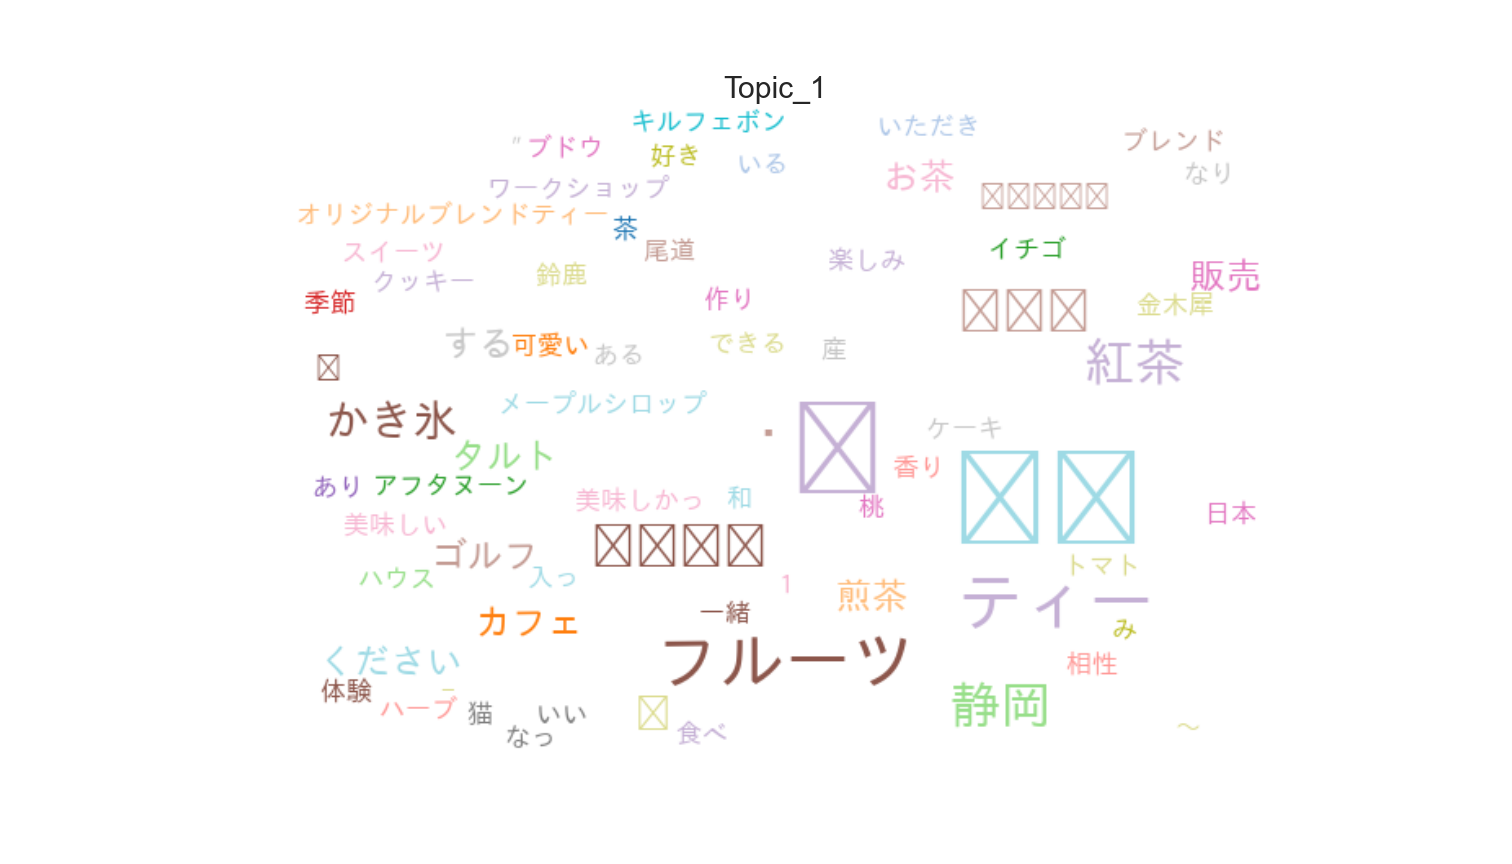 Topic_1
キルフェボン
いただき
ブレンド
" ブドウ
好き
いる
お茶
なり
ワークショップ
オリジナルブレンドティー
茶
尾道
イチゴ
スイーツ
楽しみ
販売
クッキー
鈴鹿
季節
作り
金木犀
する
可愛い
ある
できる
産
紅茶
かき氷
メープルシロップ
ケーキ
タルト
香り
あり
アフタヌーン
美味しかっ
和
桃
日本
美味しい
ゴルフ
ハウス
入っ
1
煎茶
トマト
ティー
カフェ
一緒
み
ください
フルーツ
相性
体験
ハーブ
猫
いい
なっ
食べ
静岡
～